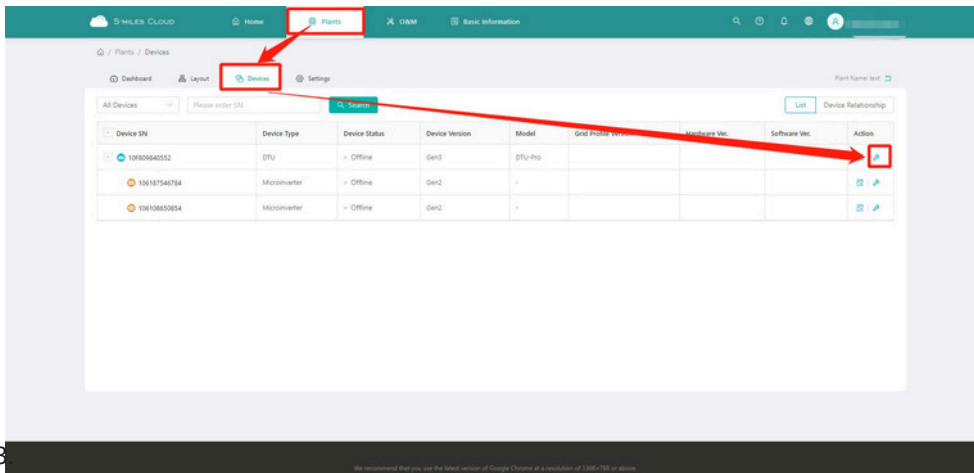 S-MILES CLOUD Home Plants O&M Basic Information
/ Plants / Devices
Dashboard Layout Devices Settings Plant Name: test
All Devices Please enter SN. Search List Device Relationship
Device SN Device Type Device Status Device Version Model Grid Profile Version Hardware Ver. Software Ver. Action
10F809840552 DTU Offline Gen3 DTU-Pro
106187546784 Microinverter Offline Gen2 -
106108650854 Microinverter Offline Gen2 -
3.
We recommend that you use the latest version of Google Chrome at a resolution of 1366*768 or above